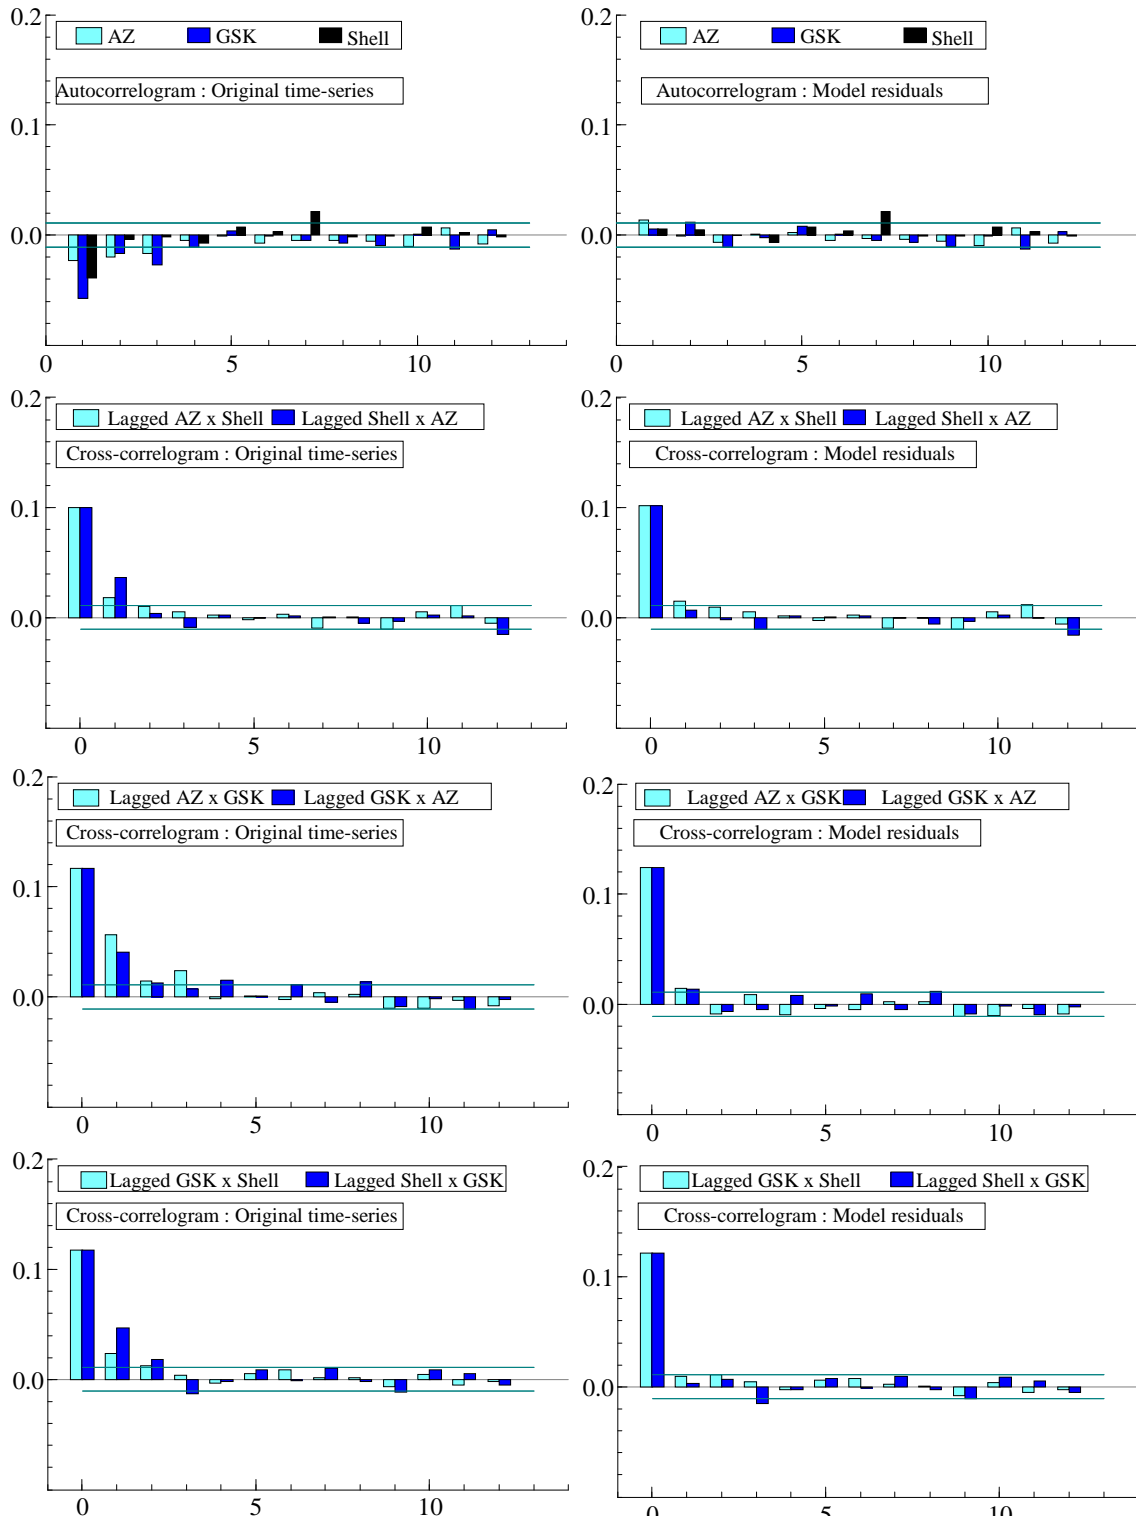 0.2
AZ GSK Shell
Autocorrelogram : Original time-series
0.1
0.0
0 5 10
0.2
AZ GSK Shell
Autocorrelogram : Model residuals
0.1
0.0
0 5 10
0.2
Lagged AZ x Shell Lagged Shell x AZ
Cross-correlogram : Original time-series
0.1
0.0
0 5 10
0.2
Lagged AZ x Shell Lagged Shell x AZ
Cross-correlogram : Model residuals
0.1
0.0
0 5 10
0.2
Lagged AZ x GSK Lagged GSK x AZ
Cross-correlogram : Original time-series
0.1
0.0
0 5 10
0.2
Lagged AZ x GSK Lagged GSK x AZ
Cross-correlogram : Model residuals
0.1
0.0
0 5 10
0.2
Lagged GSK x Shell Lagged Shell x GSK
Cross-correlogram : Original time-series
0.1
0.0
0 5 10
0.2
Lagged GSK x Shell Lagged Shell x GSK
Cross-correlogram : Model residuals
0.1
0.0
0 5 10